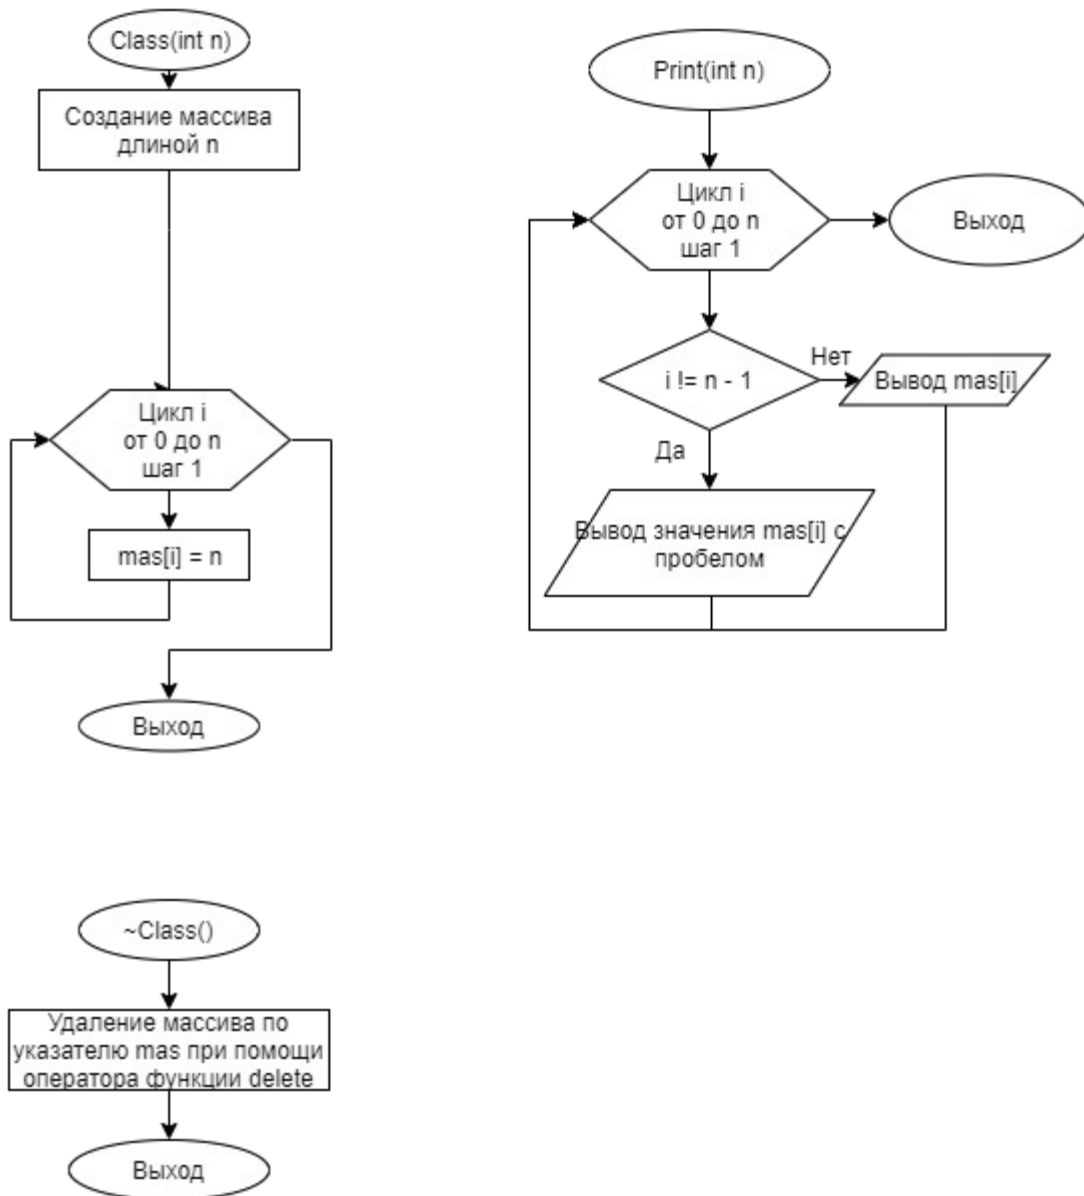 Class(int n)
Создание массива
длиной n
Цикл i
от 0 до n
шаг 1
mas[i] = n
Выход
Print(int n)
Цикл i
от 0 до n
шаг 1
Выход
i != n - 1
Нет
Вывод mas[i]
Да
Вывод значения mas[i] с
пробелом
~Class()
Удаление массива по
указателю mas при помощи
оператора функции delete
Выход